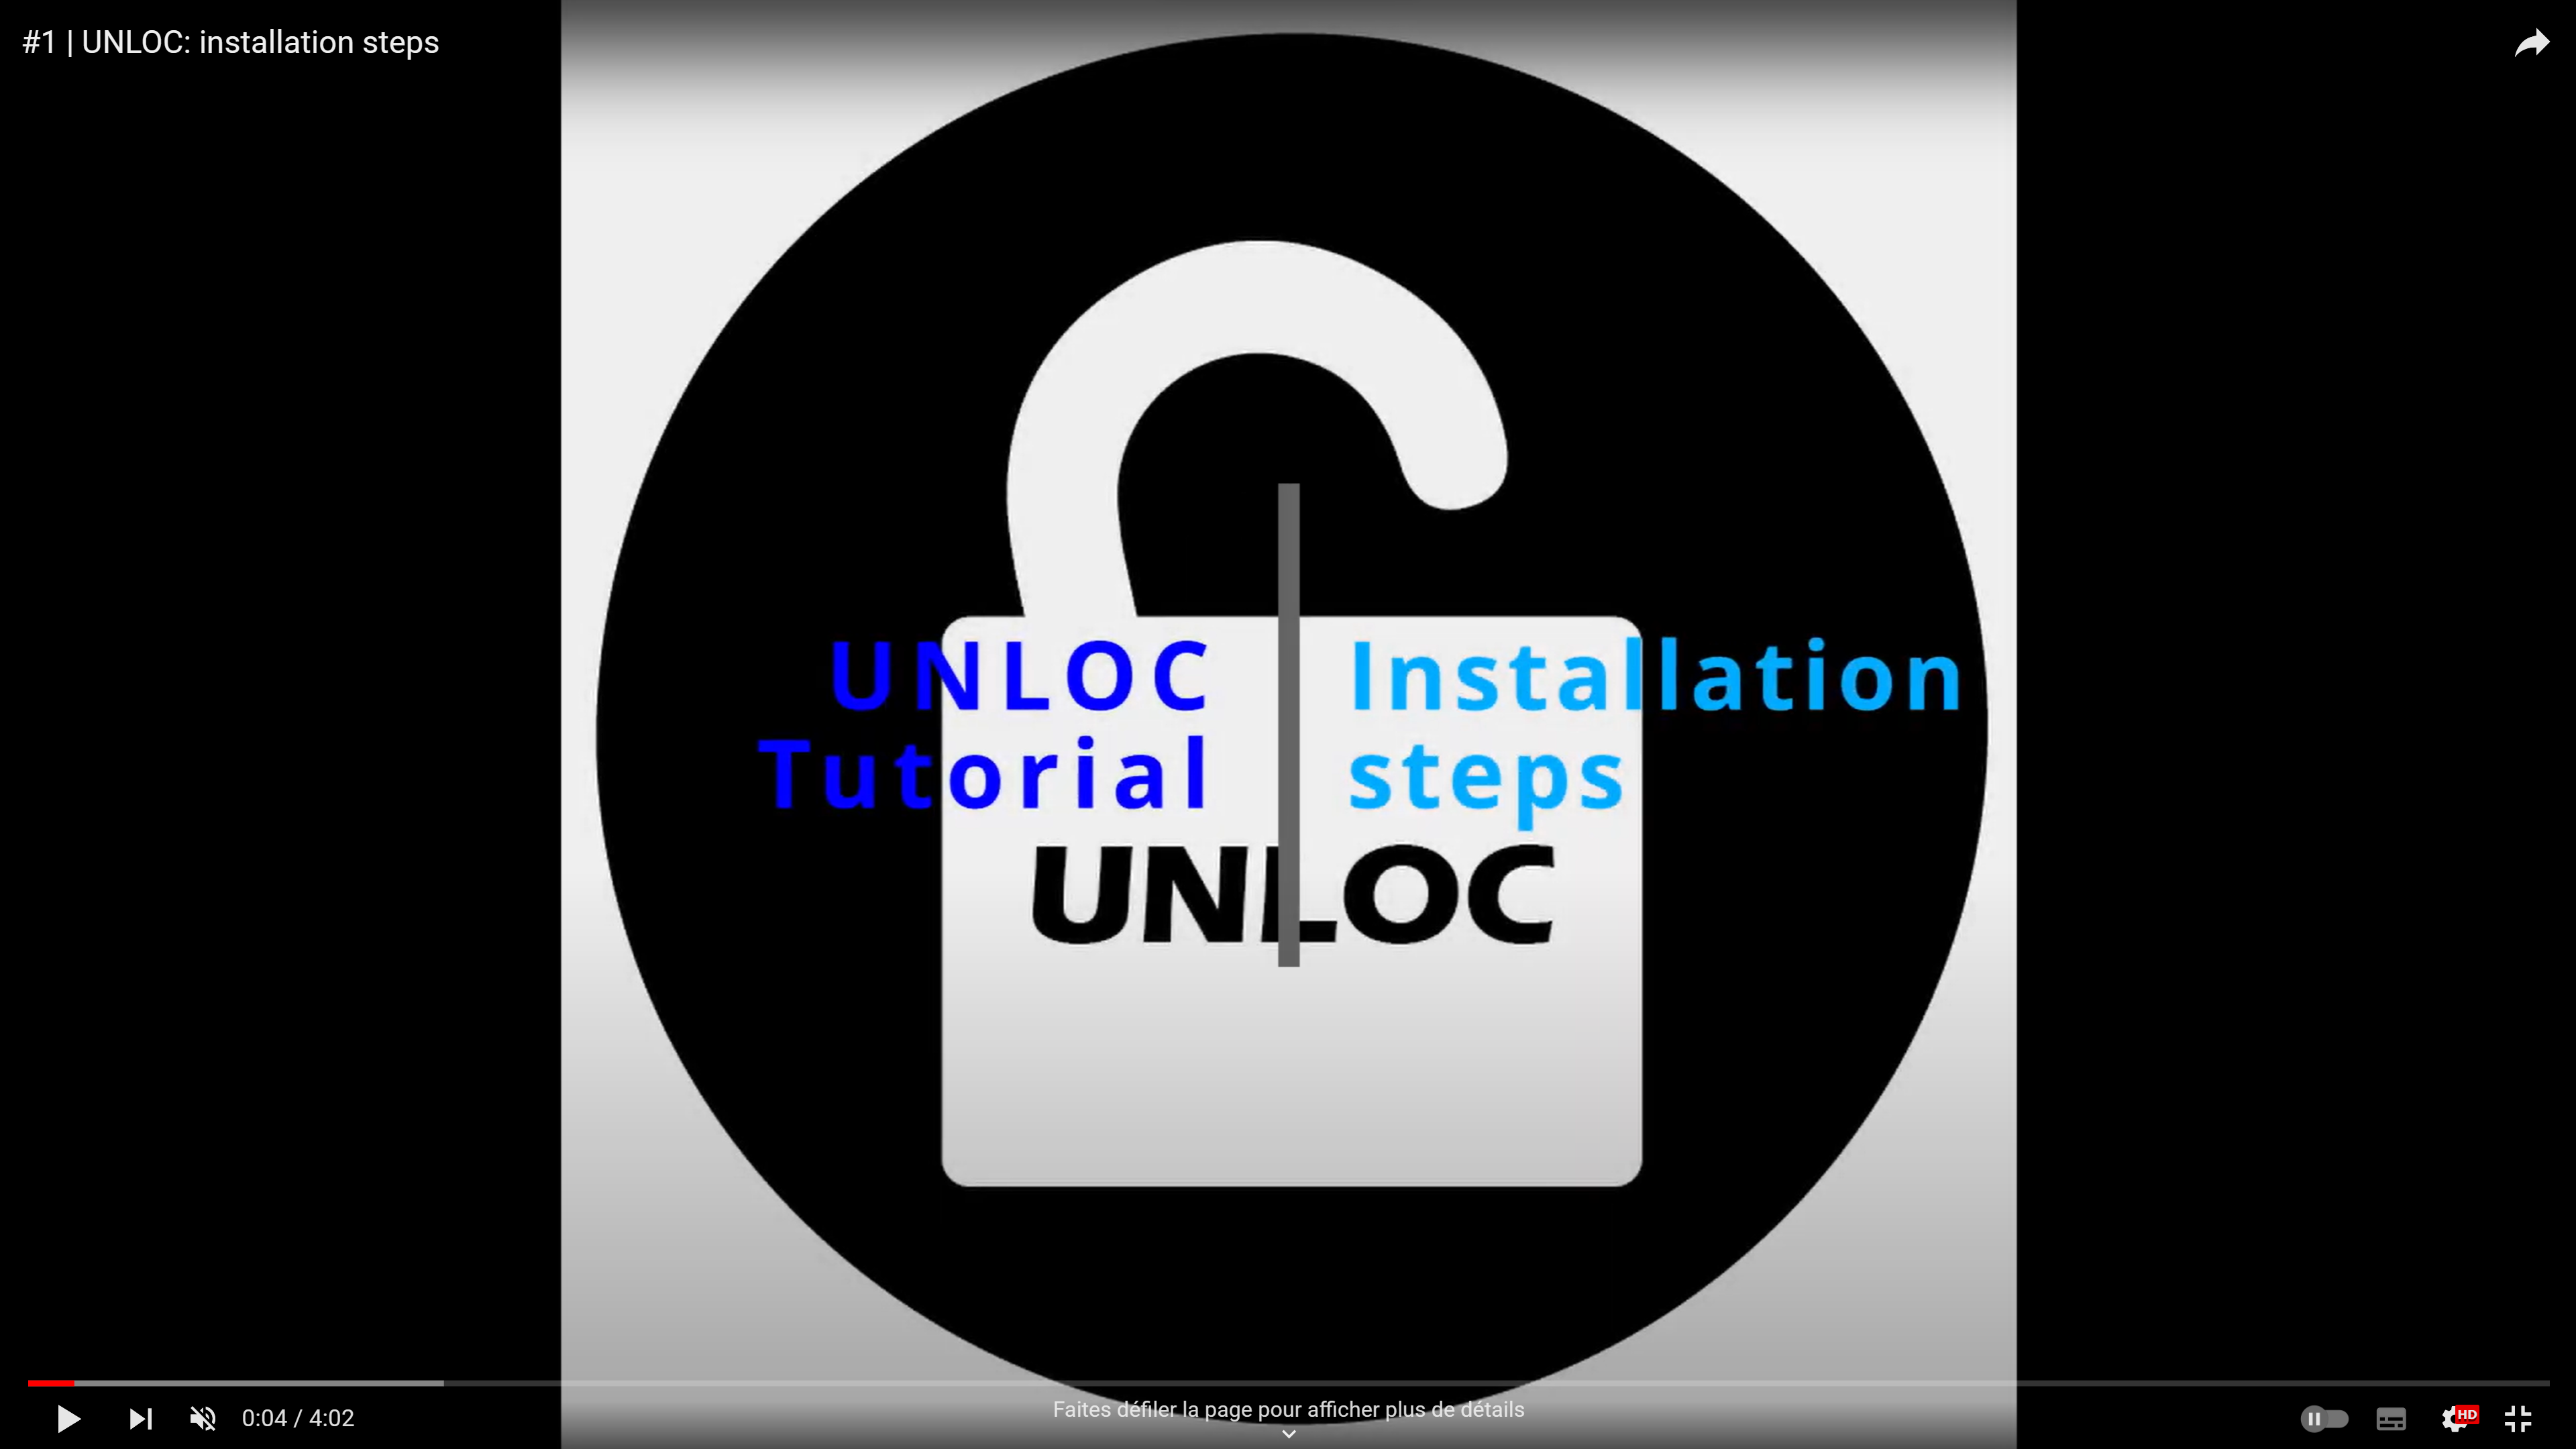 #1 | UNLOC: installation steps
UNLOC
Tutorial
Installation
steps
UNLOC
Faites défiler la page pour afficher plus de détails
0:04 / 4:02
HD